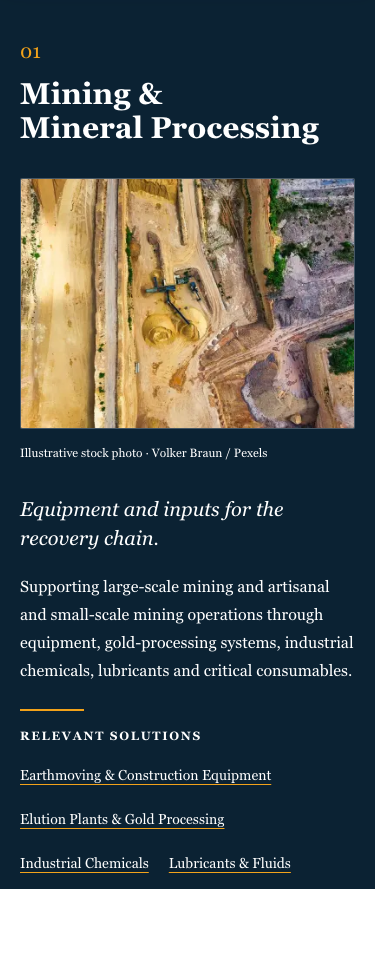 01
Mining &
Mineral Processing
Illustrative stock photo · Volker Braun / Pexels
Equipment and inputs for the
recovery chain.
Supporting large-scale mining and artisanal
and small-scale mining operations through
equipment, gold-processing systems, industrial
chemicals, lubricants and critical consumables.
RELEVANT SOLUTIONS
Earthmoving & Construction Equipment
Elution Plants & Gold Processing
Industrial Chemicals Lubricants & Fluids